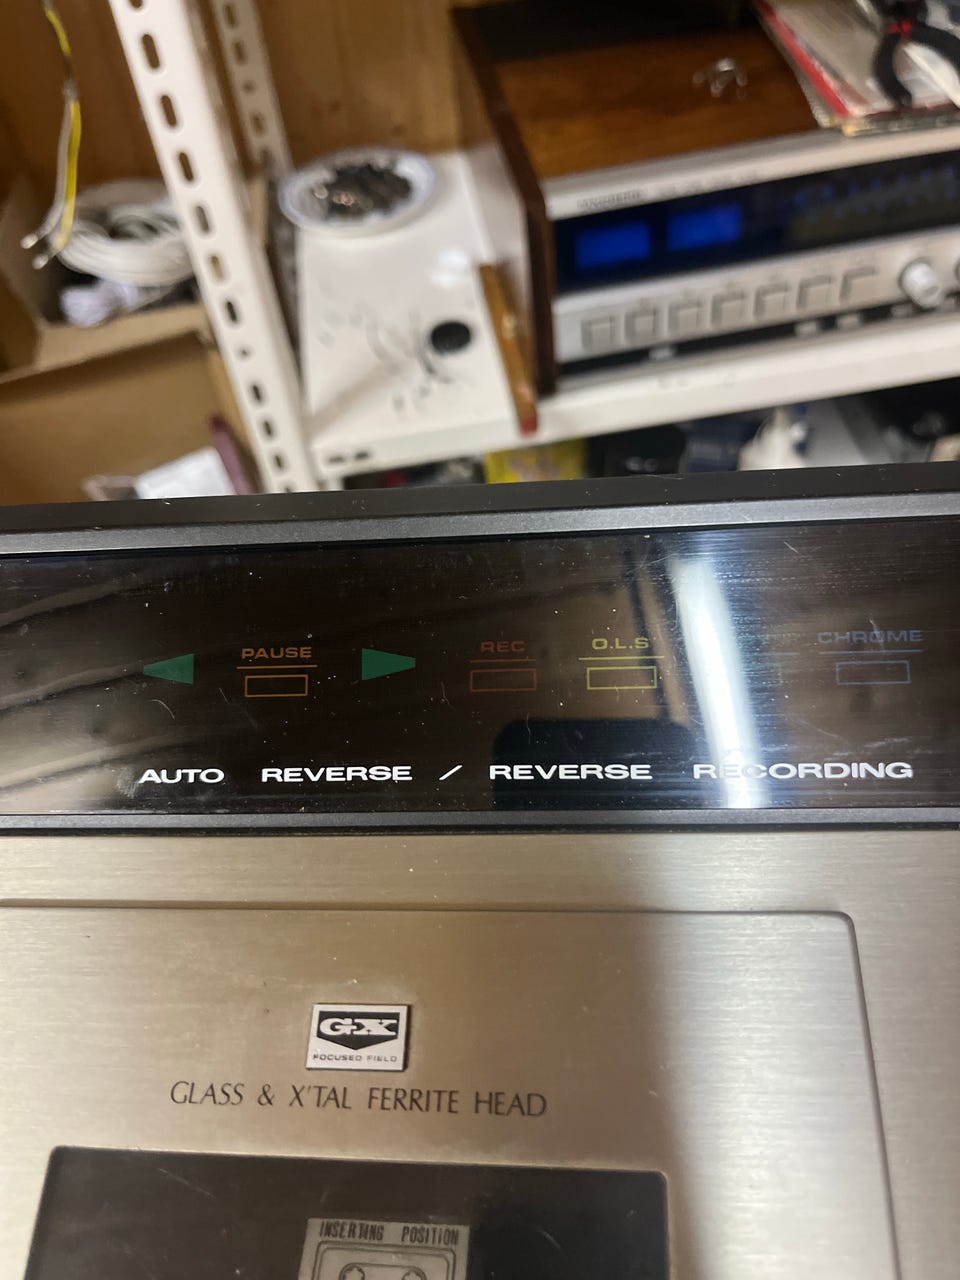 PAUSE
REC
O.L.S
CHROME
AUTO REVERSE / REVERSE RECORDING
GX
FOCUSED FIELD
GLASS & X'TAL FERRITE HEAD
INSERTING POSITION